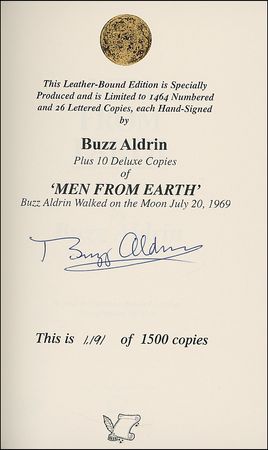 This Leather-Bound Edition is Specially
Produced and is Limited to 1464 Numbered
and 26 Lettered Copies, each Hand-Signed
by
Buzz Aldrin
Plus 10 Deluxe Copies
of
'MEN FROM EARTH'
Buzz Aldrin Walked on the Moon July 20, 1969
Buzz Aldrin
This is of 1500 copies